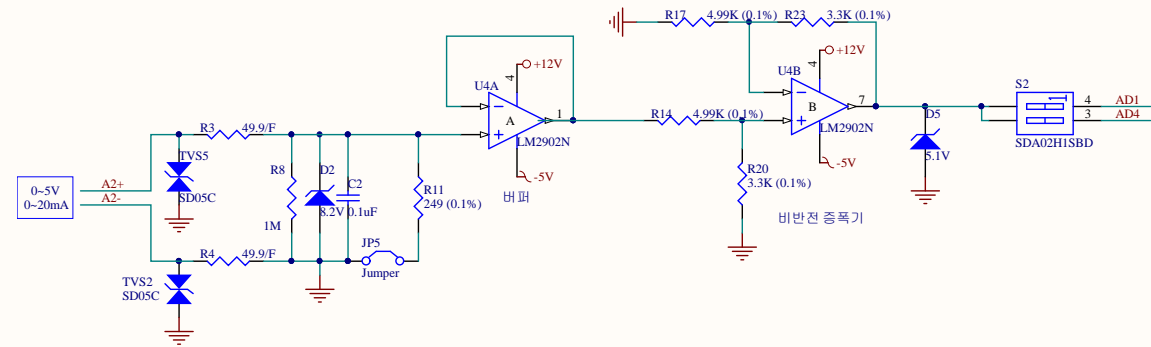 R17 4.99K (0.1%) R23 3.3K (0.1%)
+12V
4
U4B
B
7
LM2902N
-5V
+12V
4
U4A
A
1
LM2902N
-5V
버퍼
R14 4.99K (0.1%)
R20
3.3K (0.1%)
비반전 증폭기
D5
5.1V
S2
1
4 AD1
3 AD4
SDA02H1SBD
0~5V
0~20mA
A2+
A2-
R3 49.9/F
TVS5
SD05C
R8
1M
D2
8.2V
C2
0.1uF
R11
249 (0.1%)
JP5
Jumper
R4 49.9/F
TVS2
SD05C